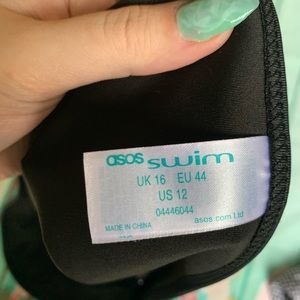 asos swim
UK 16 EU 44
US 12
04446044
MADE IN CHINA asos.com Ltd